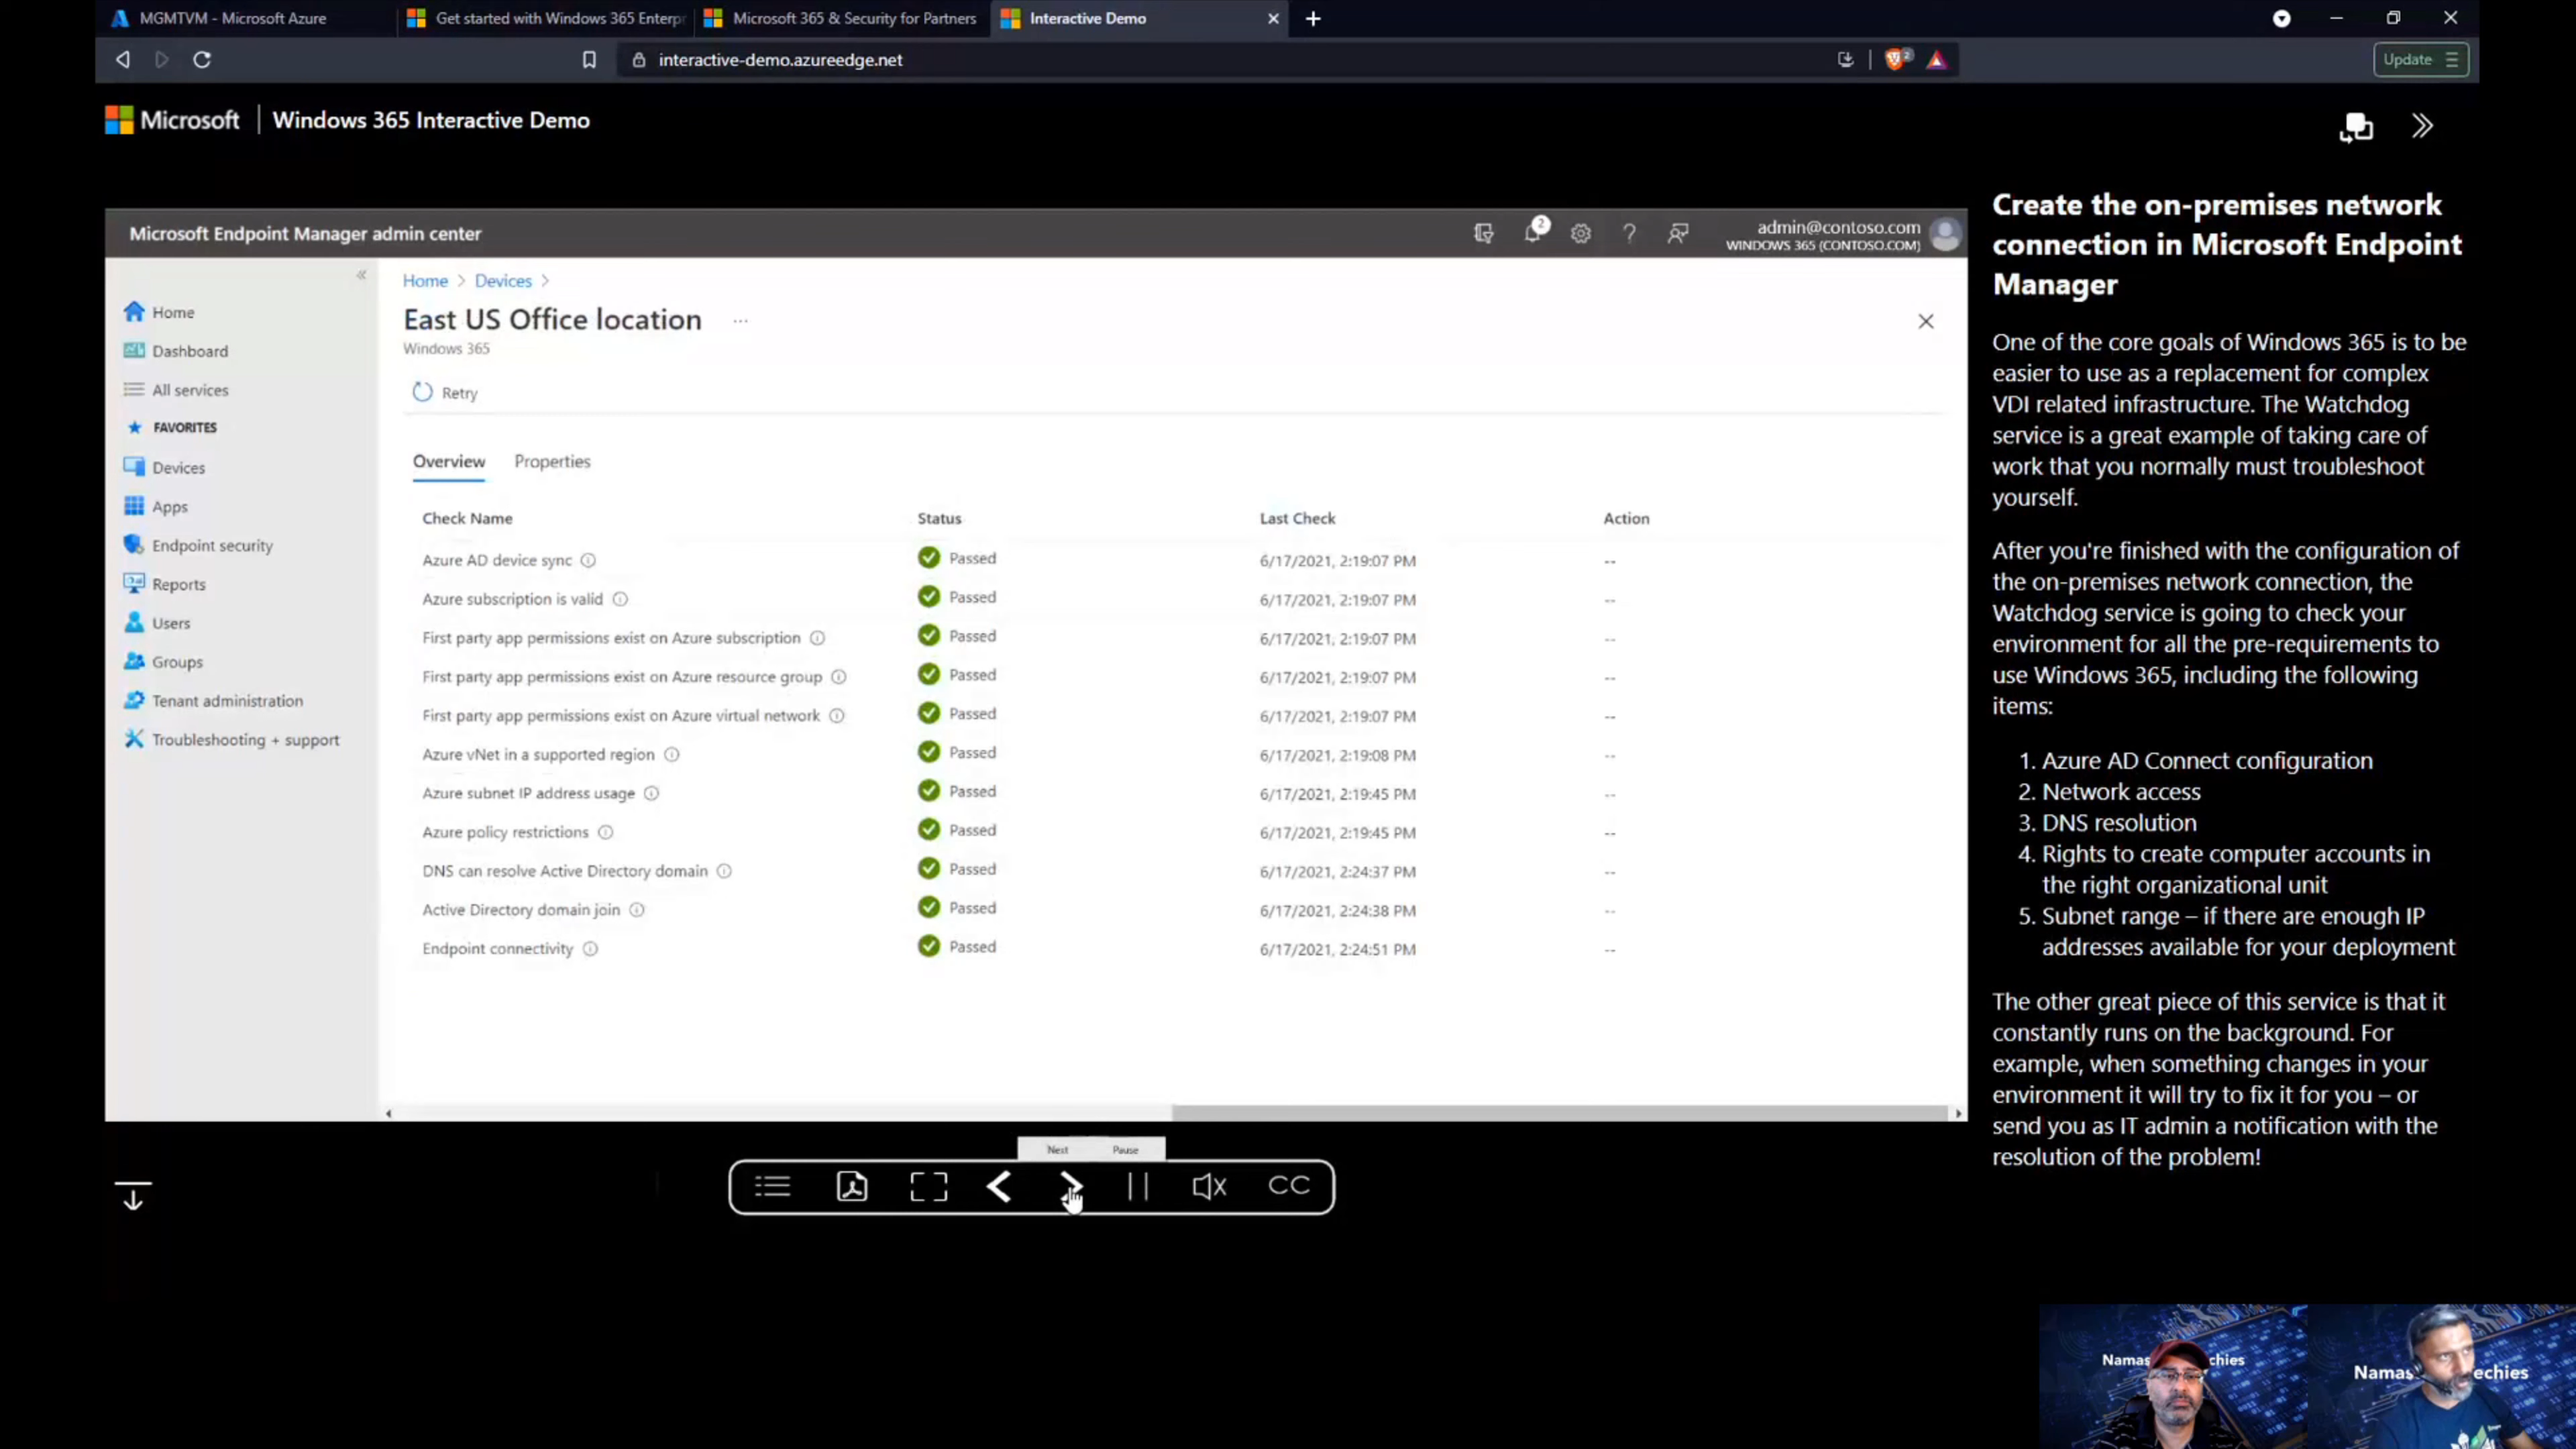 MGMTVM - Microsoft Azure
Get started with Windows 365 Enterpr
Microsoft 365 & Security for Partners
Interactive Demo
interactive-demo.azureedge.net
2
Update
Microsoft | Windows 365 Interactive Demo
Microsoft Endpoint Manager admin center
2
admin@contoso.com
WINDOWS 365 (CONTOSO.COM)
Home
Dashboard
All services
FAVORITES
Devices
Apps
Endpoint security
Reports
Users
Groups
Tenant administration
Troubleshooting + support
Home > Devices >
East US Office location ...
Windows 365
Retry
Overview Properties
Check Name Status Last Check Action
Azure AD device sync Passed 6/17/2021, 2:19:07 PM --
Azure subscription is valid Passed 6/17/2021, 2:19:07 PM --
First party app permissions exist on Azure subscription Passed 6/17/2021, 2:19:07 PM --
First party app permissions exist on Azure resource group Passed 6/17/2021, 2:19:07 PM --
First party app permissions exist on Azure virtual network Passed 6/17/2021, 2:19:07 PM --
Azure vNet in a supported region Passed 6/17/2021, 2:19:08 PM --
Azure subnet IP address usage Passed 6/17/2021, 2:19:45 PM --
Azure policy restrictions Passed 6/17/2021, 2:19:45 PM --
DNS can resolve Active Directory domain Passed 6/17/2021, 2:24:37 PM --
Active Directory domain join Passed 6/17/2021, 2:24:38 PM --
Endpoint connectivity Passed 6/17/2021, 2:24:51 PM --
Next Pause
CC
Create the on-premises network
connection in Microsoft Endpoint
Manager
One of the core goals of Windows 365 is to be
easier to use as a replacement for complex
VDI related infrastructure. The Watchdog
service is a great example of taking care of
work that you normally must troubleshoot
yourself.
After you're finished with the configuration of
the on-premises network connection, the
Watchdog service is going to check your
environment for all the pre-requirements to
use Windows 365, including the following
items:
1. Azure AD Connect configuration
2. Network access
3. DNS resolution
4. Rights to create computer accounts in
the right organizational unit
5. Subnet range – if there are enough IP
addresses available for your deployment
The other great piece of this service is that it
constantly runs on the background. For
example, when something changes in your
environment it will try to fix it for you – or
send you as IT admin a notification with the
resolution of the problem!
Namas chies
Namas echies